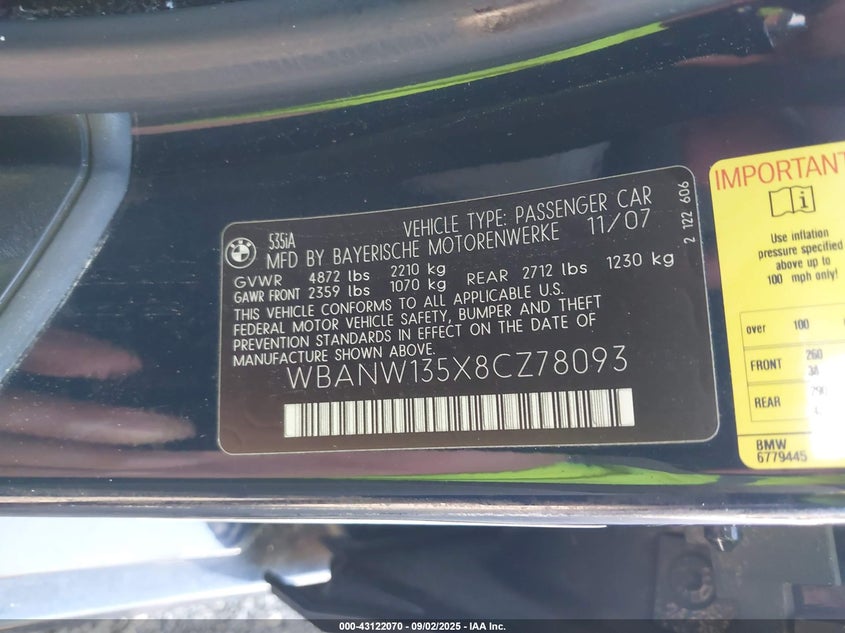 BMW
535iA
VEHICLE TYPE: PASSENGER CAR
MFD BY BAYERISCHE MOTORENWERKE 11/07
GVWR 4872 lbs 2210 kg
GAWR FRONT 2359 lbs 1070 kg REAR 2712 lbs 1230 kg
THIS VEHICLE CONFORMS TO ALL APPLICABLE U.S.
FEDERAL MOTOR VEHICLE SAFETY, BUMPER AND THEFT
PREVENTION STANDARDS IN EFFECT ON THE DATE OF
MANUFACTURE SHOWN ABOVE.
WBANW135X8CZ78093
2 122 606
IMPORTANT
Use inflation
pressure specified
above up to
100 mph only!
over 100
FRONT 260
38
REAR 290
BMW
6779445
000-43122070 - 09/02/2025 - IAA Inc.